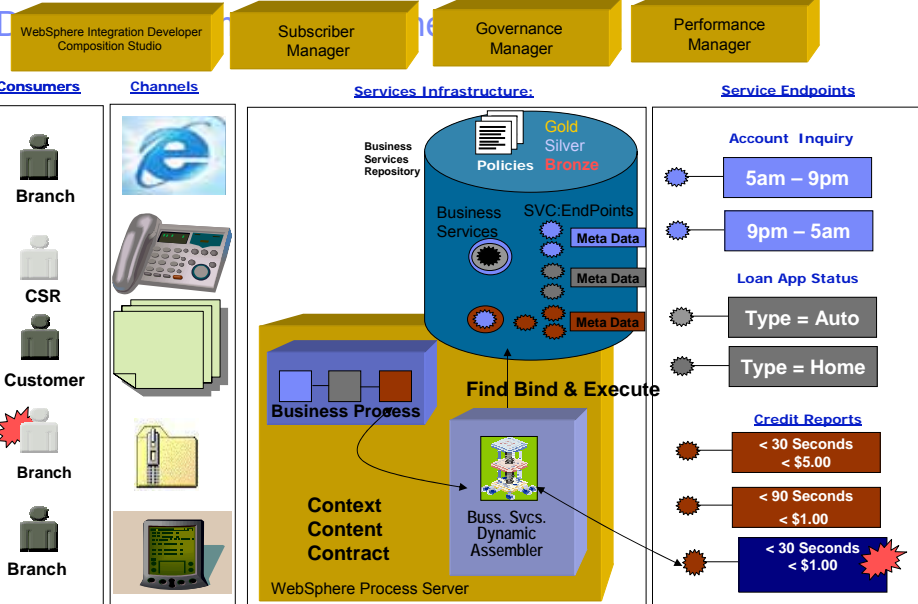 WebSphere Integration Developer
Composition Studio
Subscriber
Manager
Governance
Manager
Performance
Manager
Consumers
Channels
Services Infrastructure:
Service Endpoints
Branch
CSR
Customer
Branch
Branch
Business
Services
Repository
Policies
Gold
Silver
Bronze
Business
Services
SVC:EndPoints
Meta Data
Meta Data
Meta Data
Business Process
Find Bind & Execute
Context
Content
Contract
Buss. Svcs.
Dynamic
Assembler
WebSphere Process Server
Account Inquiry
5am – 9pm
9pm – 5am
Loan App Status
Type = Auto
Type = Home
Credit Reports
< 30 Seconds
< $5.00
< 90 Seconds
< $1.00
< 30 Seconds
< $1.00